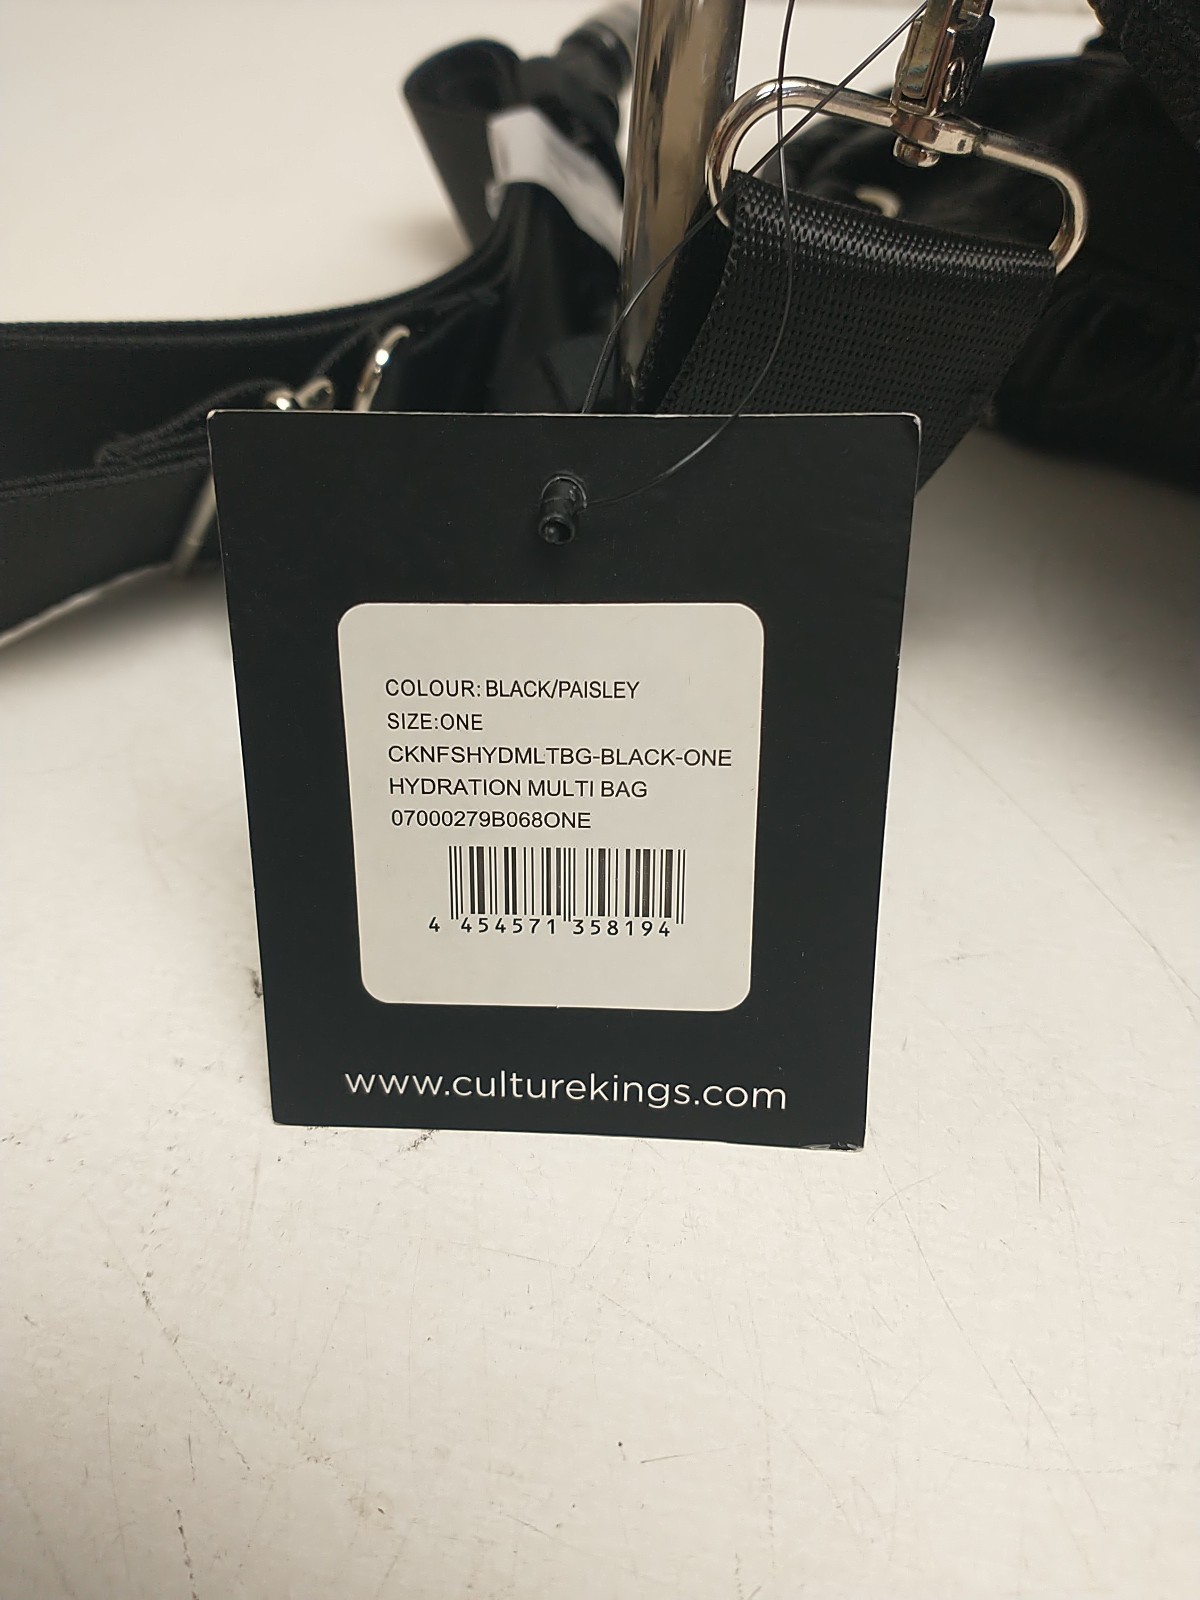 COLOUR: BLACK/PAISLEY
SIZE:ONE
CKNFSHYDMLTBG-BLACK-ONE
HYDRATION MULTI BAG
07000279B068ONE
4 454571 358194
www.culturekings.com